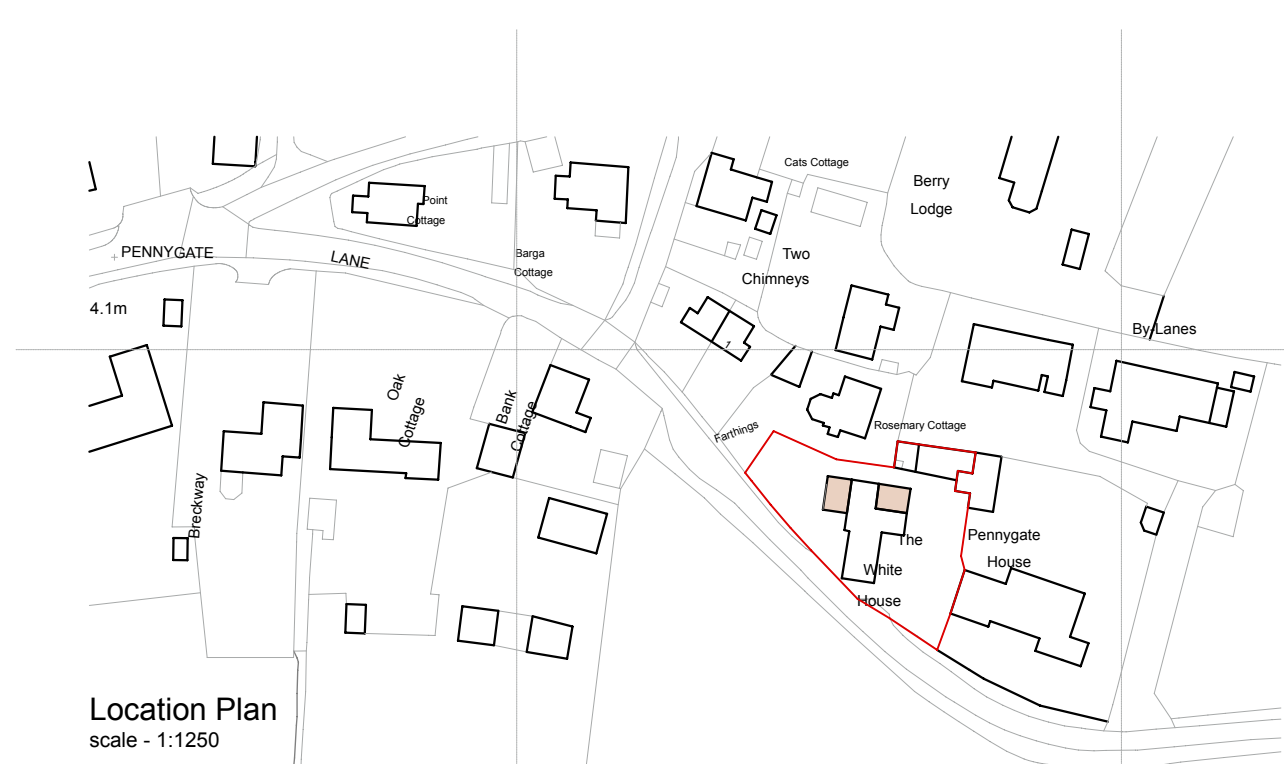 Cats Cottage
Berry
Lodge
Point
Cottage
PENNYGATE
LANE
Barga
Cottage
Two
Chimneys
4.1m
1
By-Lanes
Oak
Cottage
Bank
Cottage
Farthings
Rosemary Cottage
Breckway
The
White
House
Pennygate
House
Location Plan
scale - 1:1250